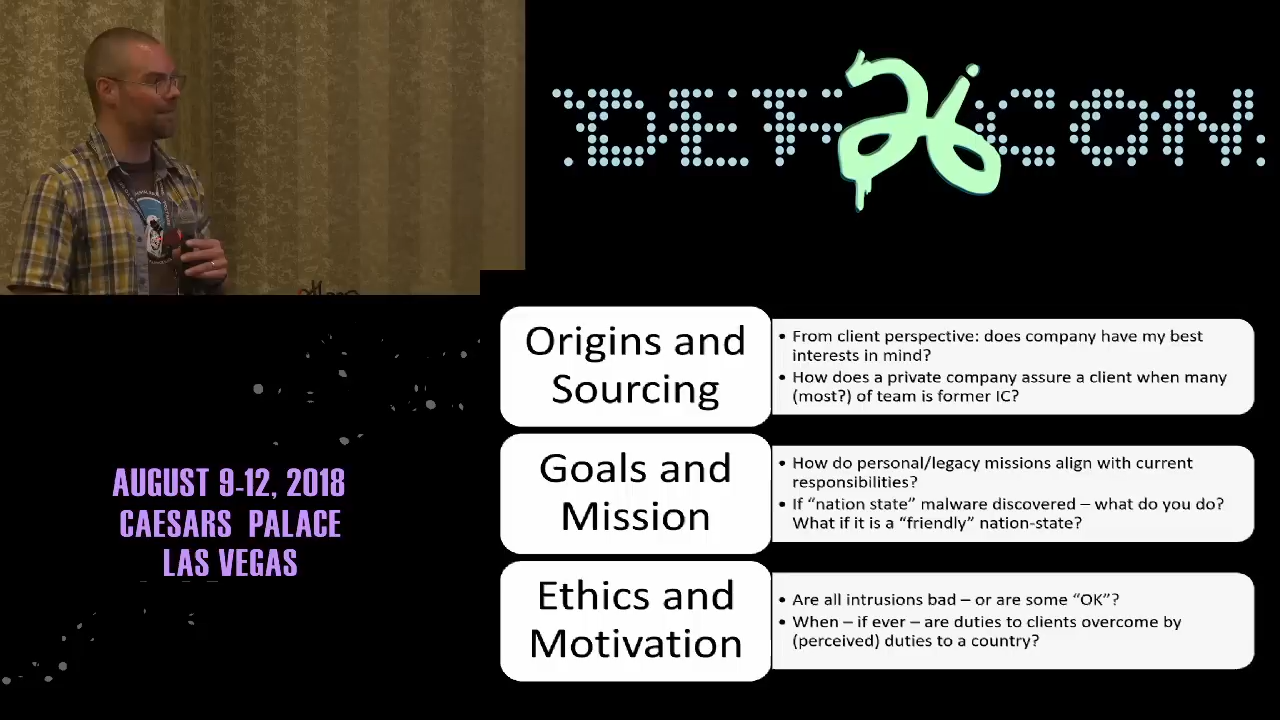 DEF 26 CON
Origins and
Sourcing
• From client perspective: does company have my best
interests in mind?
• How does a private company assure a client when many
(most?) of team is former IC?
Goals and
Mission
• How do personal/legacy missions align with current
responsibilities?
• If “nation state” malware discovered – what do you do?
What if it is a “friendly” nation-state?
Ethics and
Motivation
• Are all intrusions bad – or are some “OK”?
• When – if ever – are duties to clients overcome by
(perceived) duties to a country?
AUGUST 9-12, 2018
CAESARS PALACE
LAS VEGAS